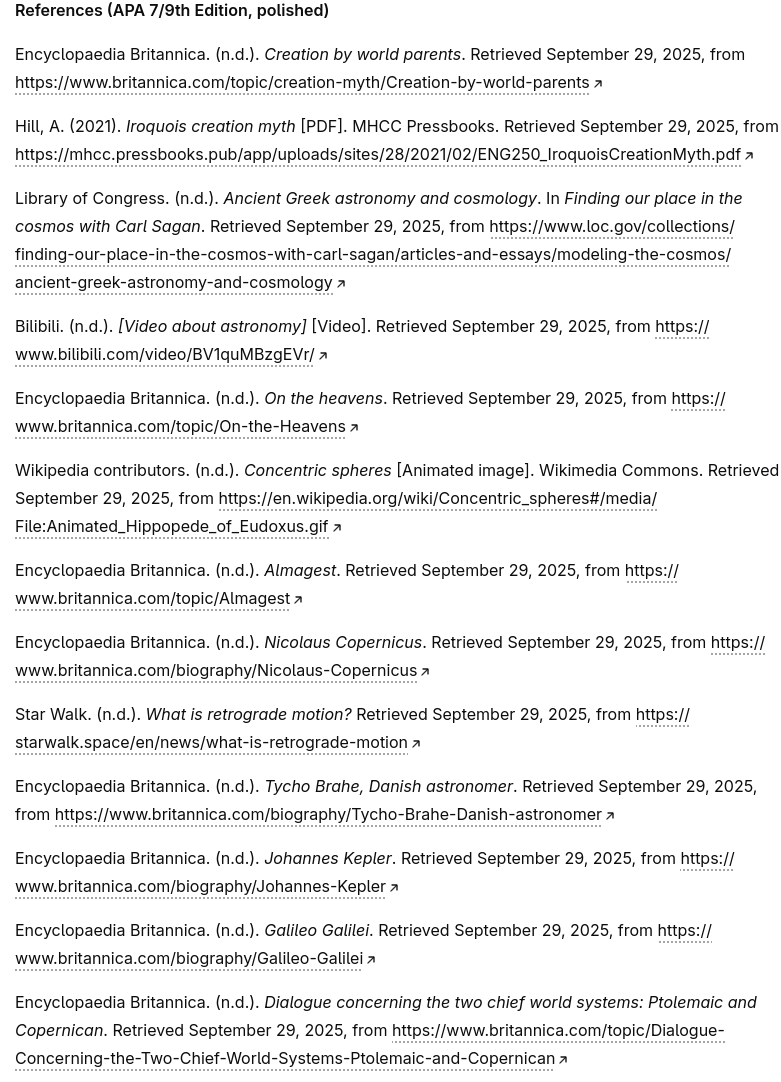 References (APA 7/9th Edition, polished)
Encyclopaedia Britannica. (n.d.). Creation by world parents. Retrieved September 29, 2025, from
https://www.britannica.com/topic/creation-myth/Creation-by-world-parents
Hill, A. (2021). Iroquois creation myth [PDF]. MHCC Pressbooks. Retrieved September 29, 2025, from
https://mhcc.pressbooks.pub/app/uploads/sites/28/2021/02/ENG250_IroquoisCreationMyth.pdf
Library of Congress. (n.d.). Ancient Greek astronomy and cosmology. In Finding our place in the
cosmos with Carl Sagan. Retrieved September 29, 2025, from https://www.loc.gov/collections/
finding-our-place-in-the-cosmos-with-carl-sagan/articles-and-essays/modeling-the-cosmos/
ancient-greek-astronomy-and-cosmology
Bilibili. (n.d.). [Video about astronomy] [Video]. Retrieved September 29, 2025, from https://
www.bilibili.com/video/BV1quMBzgEVr/
Encyclopaedia Britannica. (n.d.). On the heavens. Retrieved September 29, 2025, from https://
www.britannica.com/topic/On-the-Heavens
Wikipedia contributors. (n.d.). Concentric spheres [Animated image]. Wikimedia Commons. Retrieved
September 29, 2025, from https://en.wikipedia.org/wiki/Concentric_spheres#/media/
File:Animated_Hippopede_of_Eudoxus.gif
Encyclopaedia Britannica. (n.d.). Almagest. Retrieved September 29, 2025, from https://
www.britannica.com/topic/Almagest
Encyclopaedia Britannica. (n.d.). Nicolaus Copernicus. Retrieved September 29, 2025, from https://
www.britannica.com/biography/Nicolaus-Copernicus
Star Walk. (n.d.). What is retrograde motion? Retrieved September 29, 2025, from https://
starwalk.space/en/news/what-is-retrograde-motion
Encyclopaedia Britannica. (n.d.). Tycho Brahe, Danish astronomer. Retrieved September 29, 2025,
from https://www.britannica.com/biography/Tycho-Brahe-Danish-astronomer
Encyclopaedia Britannica. (n.d.). Johannes Kepler. Retrieved September 29, 2025, from https://
www.britannica.com/biography/Johannes-Kepler
Encyclopaedia Britannica. (n.d.). Galileo Galilei. Retrieved September 29, 2025, from https://
www.britannica.com/biography/Galileo-Galilei
Encyclopaedia Britannica. (n.d.). Dialogue concerning the two chief world systems: Ptolemaic and
Copernican. Retrieved September 29, 2025, from https://www.britannica.com/topic/Dialogue-
Concerning-the-Two-Chief-World-Systems-Ptolemaic-and-Copernican